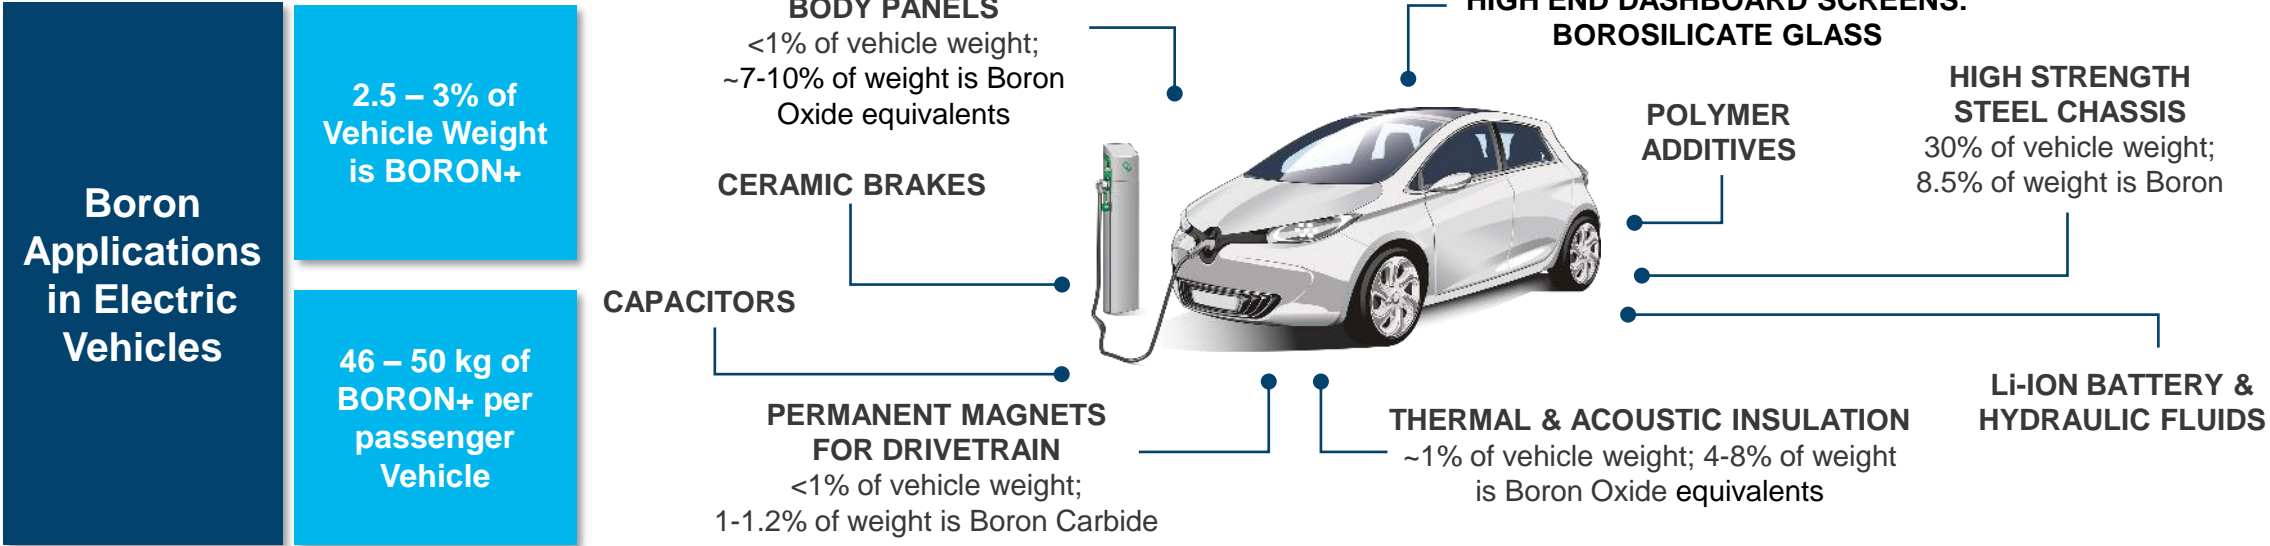 Boron
Applications
in Electric
Vehicles
2.5 – 3% of
Vehicle Weight
is BORON+
46 – 50 kg of
BORON+ per
passenger
Vehicle
BODY PANELS
<1% of vehicle weight;
~7-10% of weight is Boron
Oxide equivalents
CERAMIC BRAKES
CAPACITORS
PERMANENT MAGNETS
FOR DRIVETRAIN
<1% of vehicle weight;
1-1.2% of weight is Boron Carbide
HIGH END DASHBOARD SCREENS:
BOROSILICATE GLASS
POLYMER
ADDITIVES
HIGH STRENGTH
STEEL CHASSIS
30% of vehicle weight;
8.5% of weight is Boron
Li-ION BATTERY &
HYDRAULIC FLUIDS
THERMAL & ACOUSTIC INSULATION
~1% of vehicle weight; 4-8% of weight
is Boron Oxide equivalents